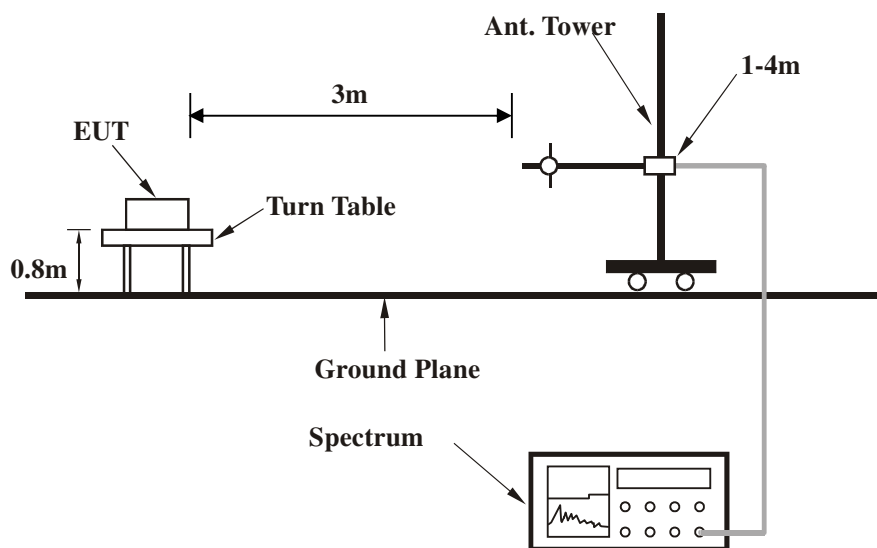 Ant. Tower
1-4m
3m
EUT
Turn Table
0.8m
Ground Plane
Spectrum